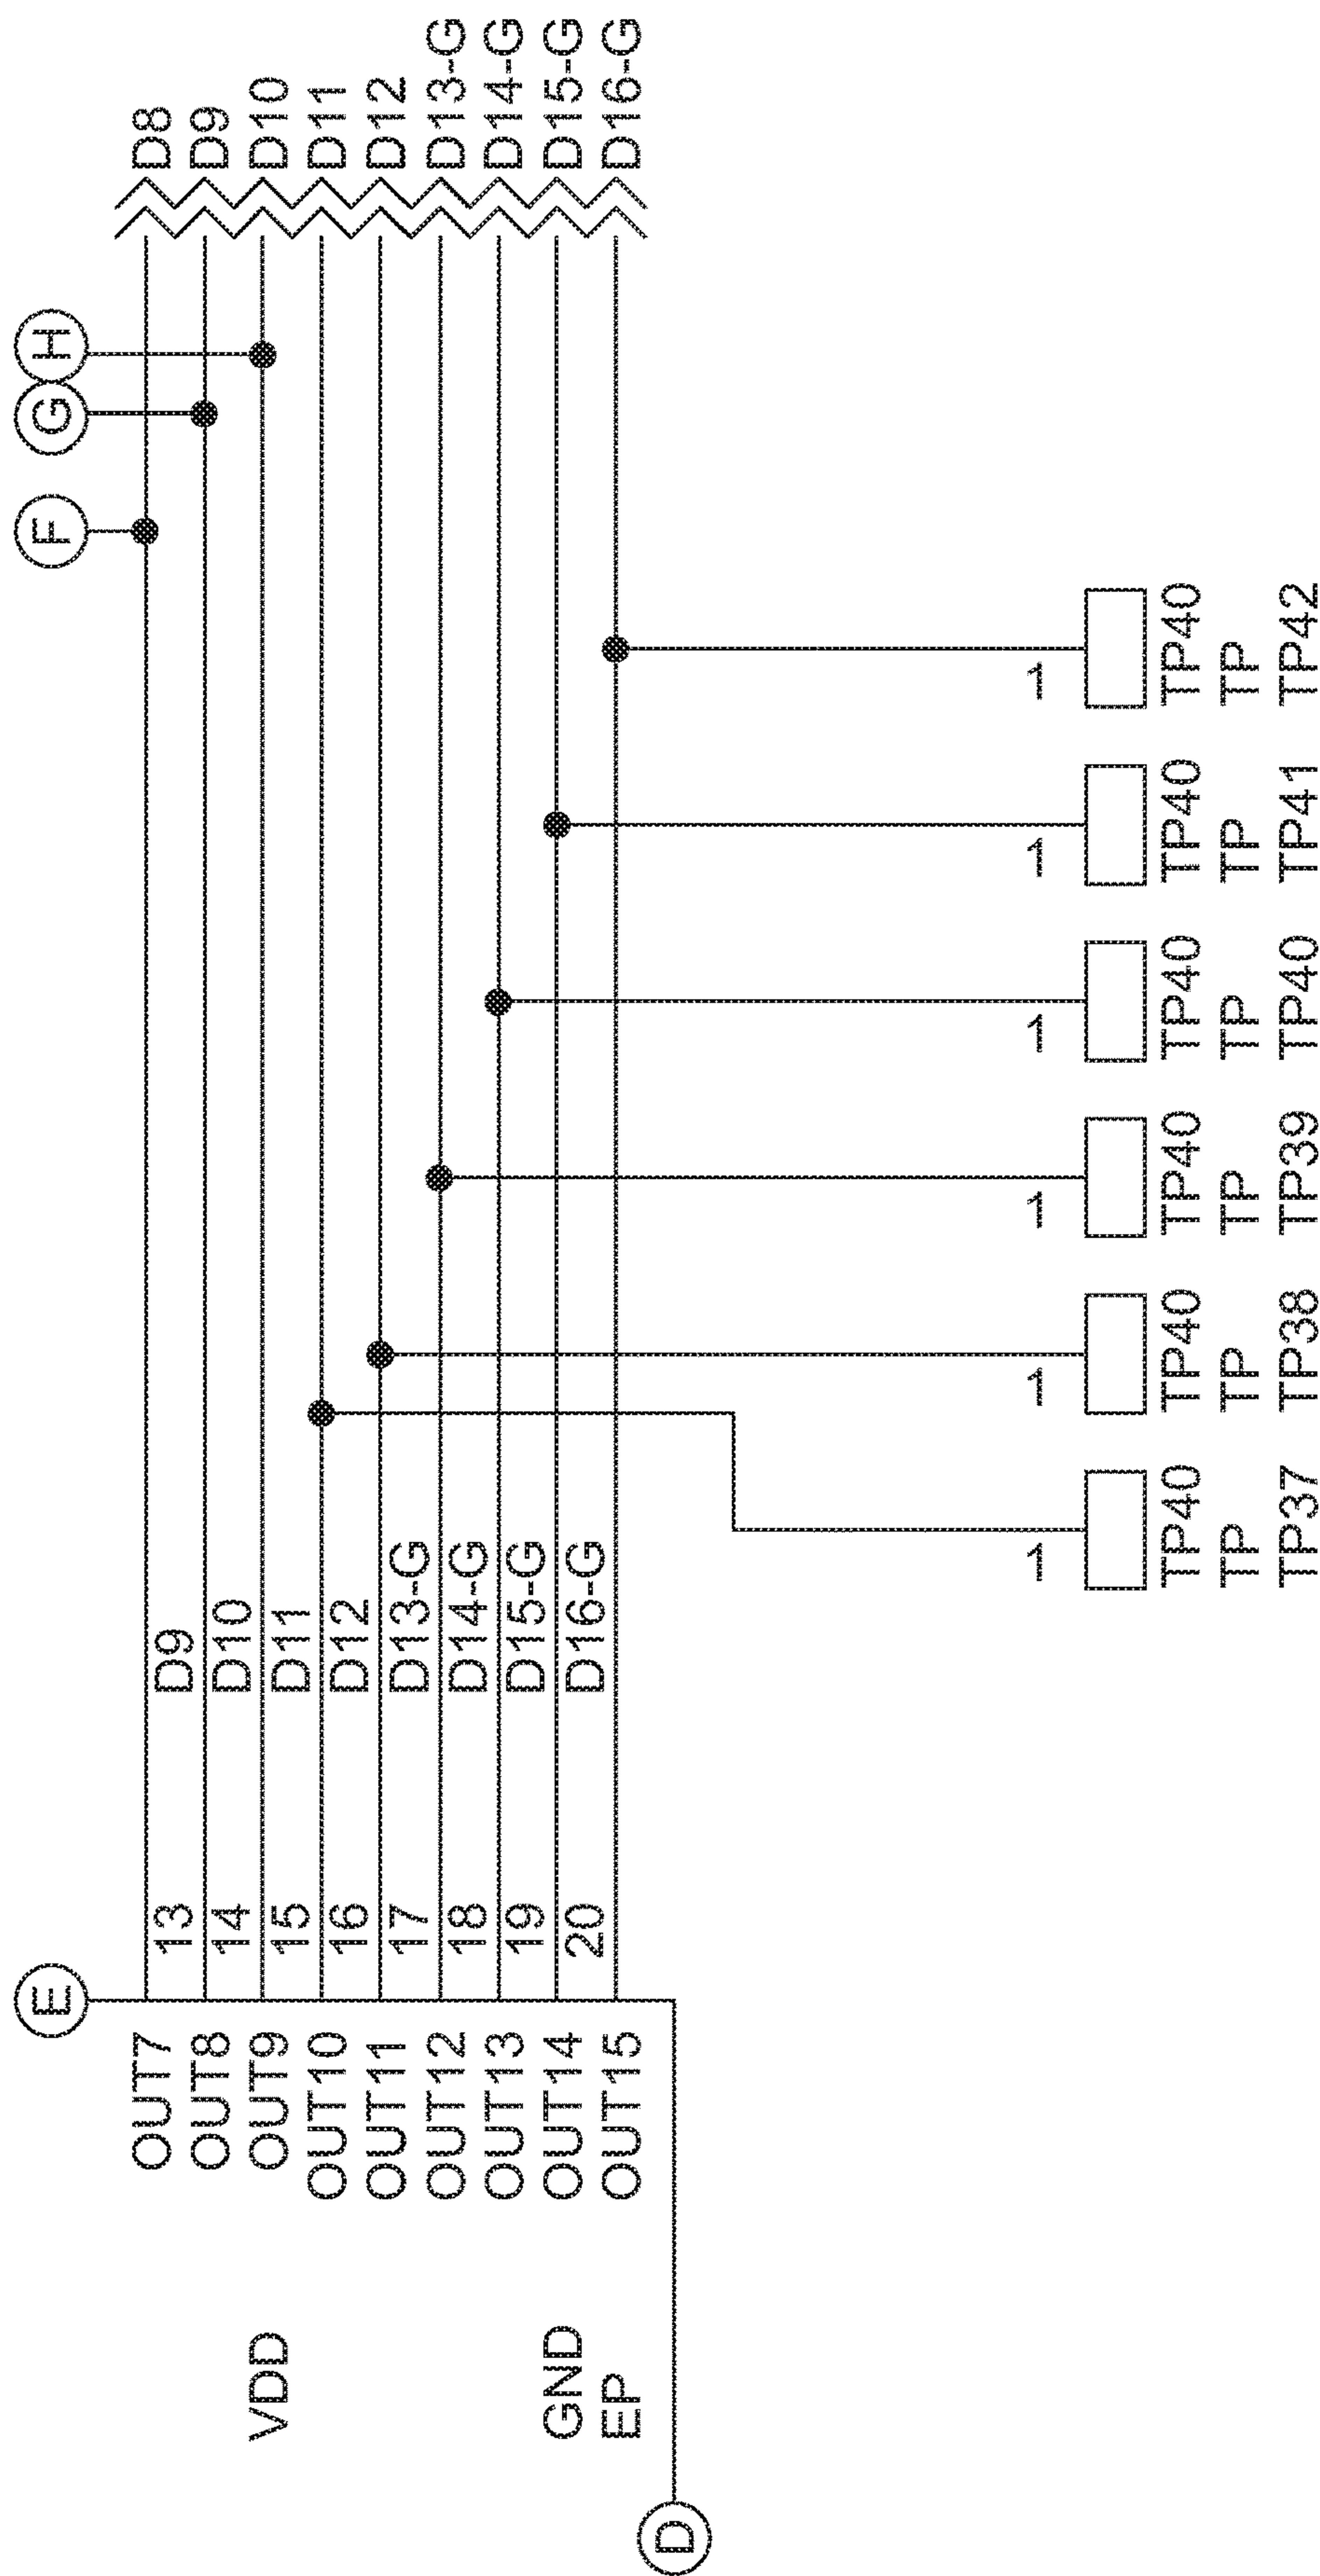 E
F
G
H
OUT7
D8
13
D9
OUT8
D9
14
D10
VDD
OUT9
D10
15
D11
OUT10
D11
16
D12
OUT11
D12
17
D13-G
OUT12
D13-G
18
D14-G
OUT13
D14-G
19
D15-G
GND
OUT14
D15-G
20
D16-G
EP
OUT15
D16-G
D
1
1
1
1
1
1
TP40
TP40
TP40
TP40
TP40
TP40
TP
TP
TP
TP
TP
TP
TP37
TP38
TP39
TP40
TP41
TP42